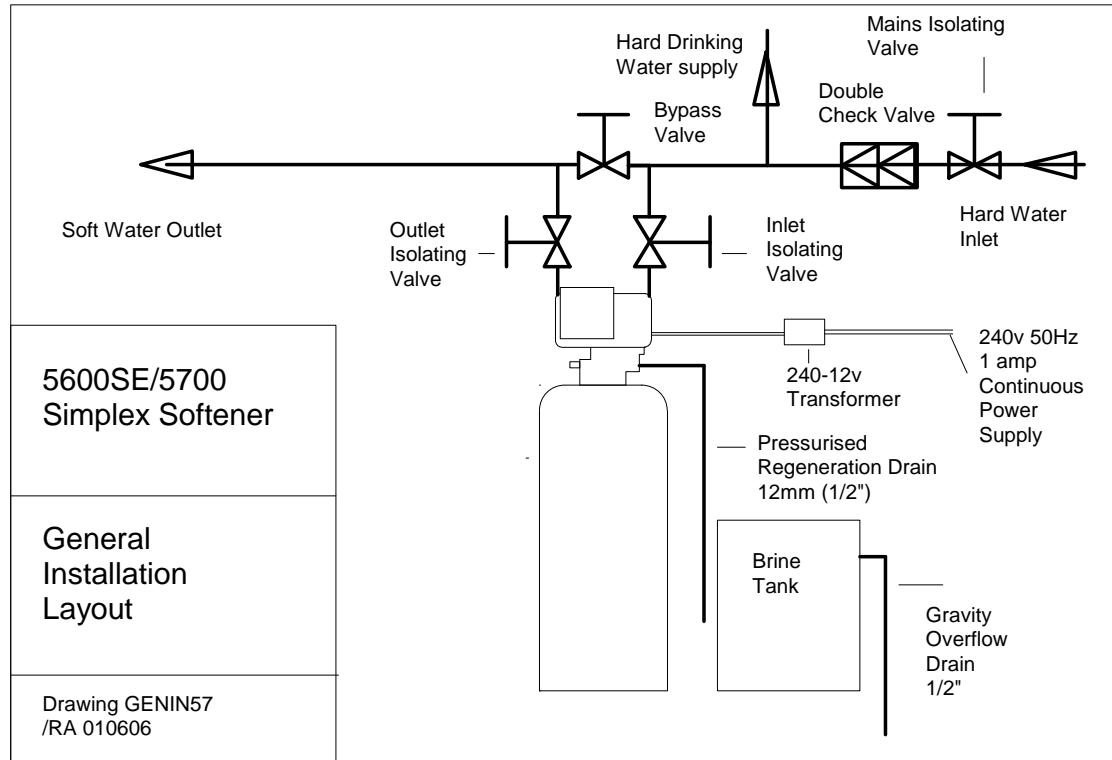 Mains Isolating
Valve
Hard Drinking
Water supply
Double
Check Valve
Bypass
Valve
Soft Water Outlet
Outlet
Isolating
Valve
Inlet
Isolating
Valve
Hard Water
Inlet
5600SE/5700
Simplex Softener
240-12v
Transformer
240v 50Hz
1 amp
Continuous
Power
Supply
Pressurised
Regeneration Drain
12mm (1/2")
General
Installation
Layout
Brine
Tank
Gravity
Overflow
Drain
1/2"
Drawing GENIN57
/RA 010606